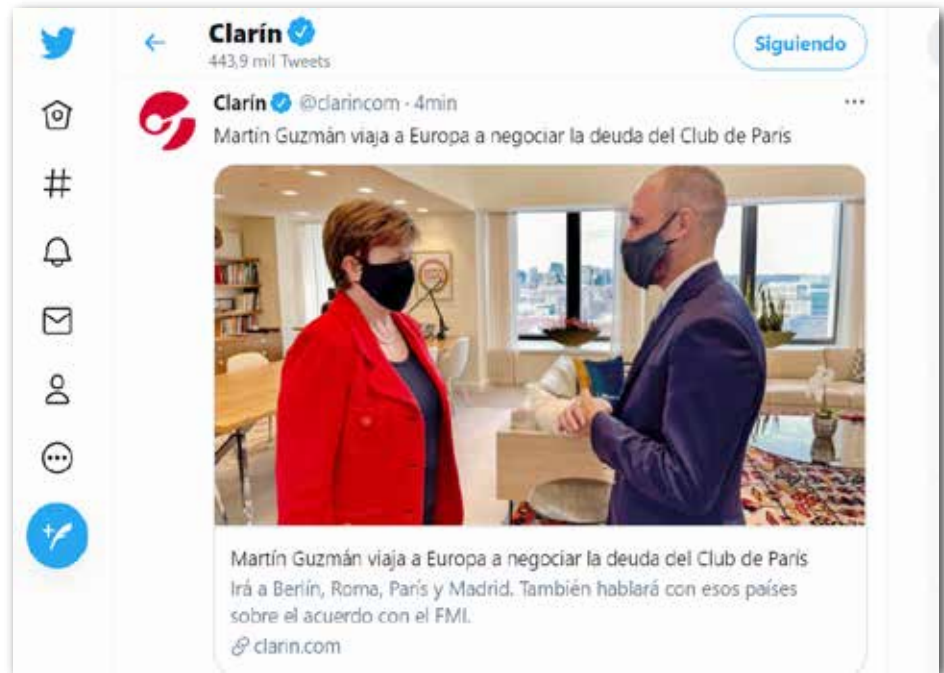 Clarín
443,9 mil Tweets
Siguiendo
Clarín @clarincom · 4min
Martín Guzmán viaja a Europa a negociar la deuda del Club de París
Martín Guzmán viaja a Europa a negociar la deuda del Club de París
Irá a Berlín, Roma, París y Madrid. También hablará con esos países
sobre el acuerdo con el FMI.
clarin.com